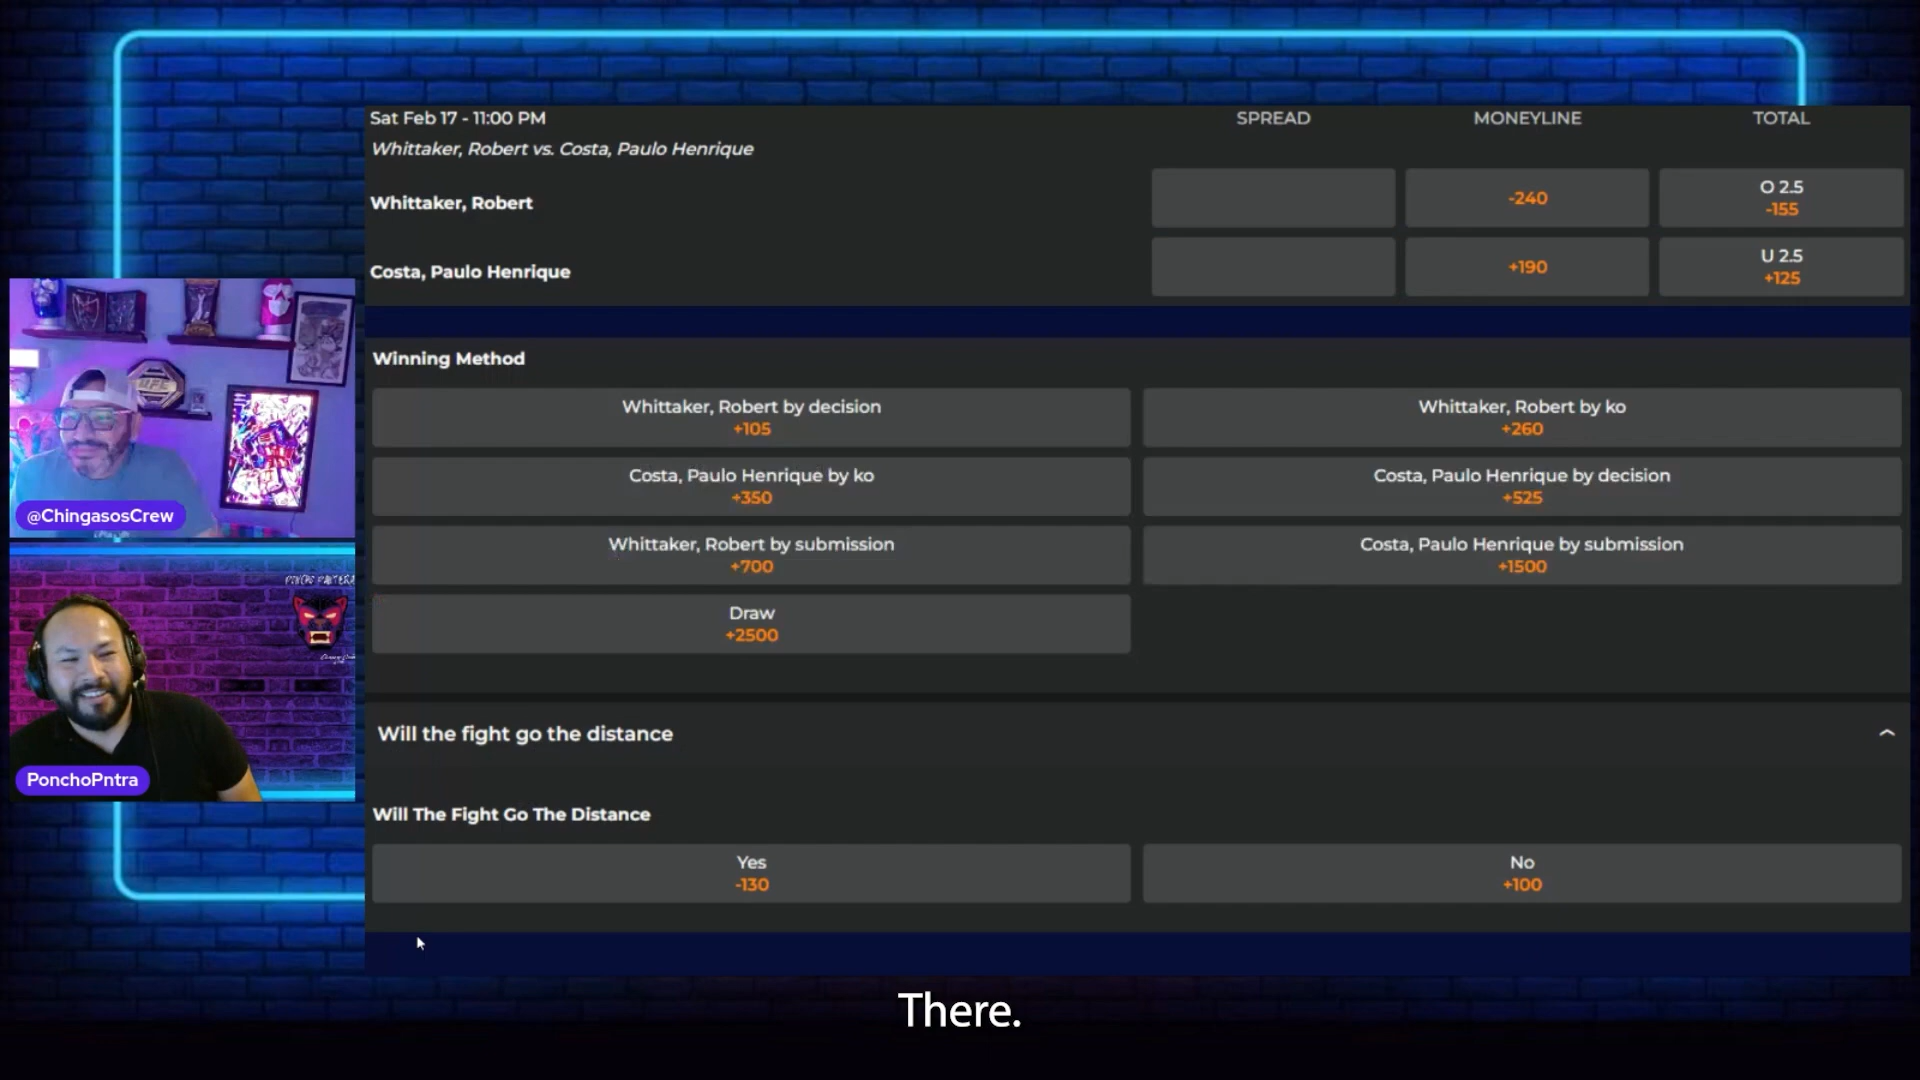 Sat Feb 17 - 11:00 PM
SPREAD
MONEYLINE
TOTAL
Whittaker, Robert vs. Costa, Paulo Henrique
Whittaker, Robert
-240
O 2.5
-155
Costa, Paulo Henrique
+190
U 2.5
+125
Winning Method
Whittaker, Robert by decision
+105
Whittaker, Robert by ko
+260
Costa, Paulo Henrique by ko
+350
Costa, Paulo Henrique by decision
+525
Whittaker, Robert by submission
+700
Costa, Paulo Henrique by submission
+1500
Draw
+2500
Will the fight go the distance
Will The Fight Go The Distance
Yes
-130
No
+100
UFC
@ChingasosCrew
PONCHO PANTERA
PonchoPntra
There.